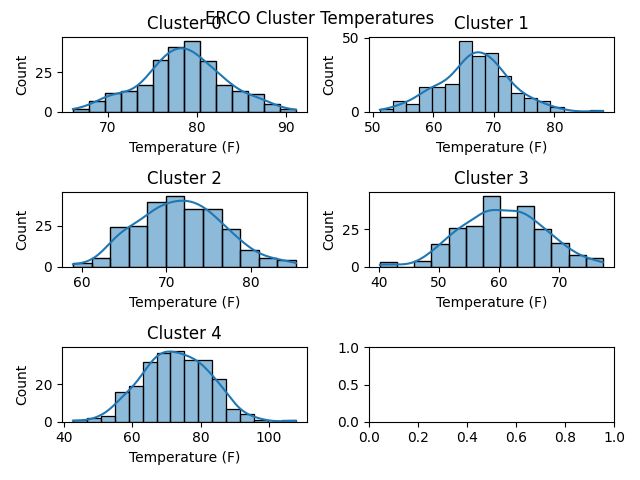 ERCO Cluster Temperatures
Cluster 0
Cluster 1
Count
25
0
70
80
90
Temperature (F)
Count
50
0
50
60
70
80
Temperature (F)
Cluster 2
Cluster 3
Count
25
0
60
70
80
Temperature (F)
Count
25
0
40
50
60
70
Temperature (F)
Cluster 4
Count
20
0
40
60
80
100
Temperature (F)
1.0
0.5
0.0
0.0
0.2
0.4
0.6
0.8
1.0